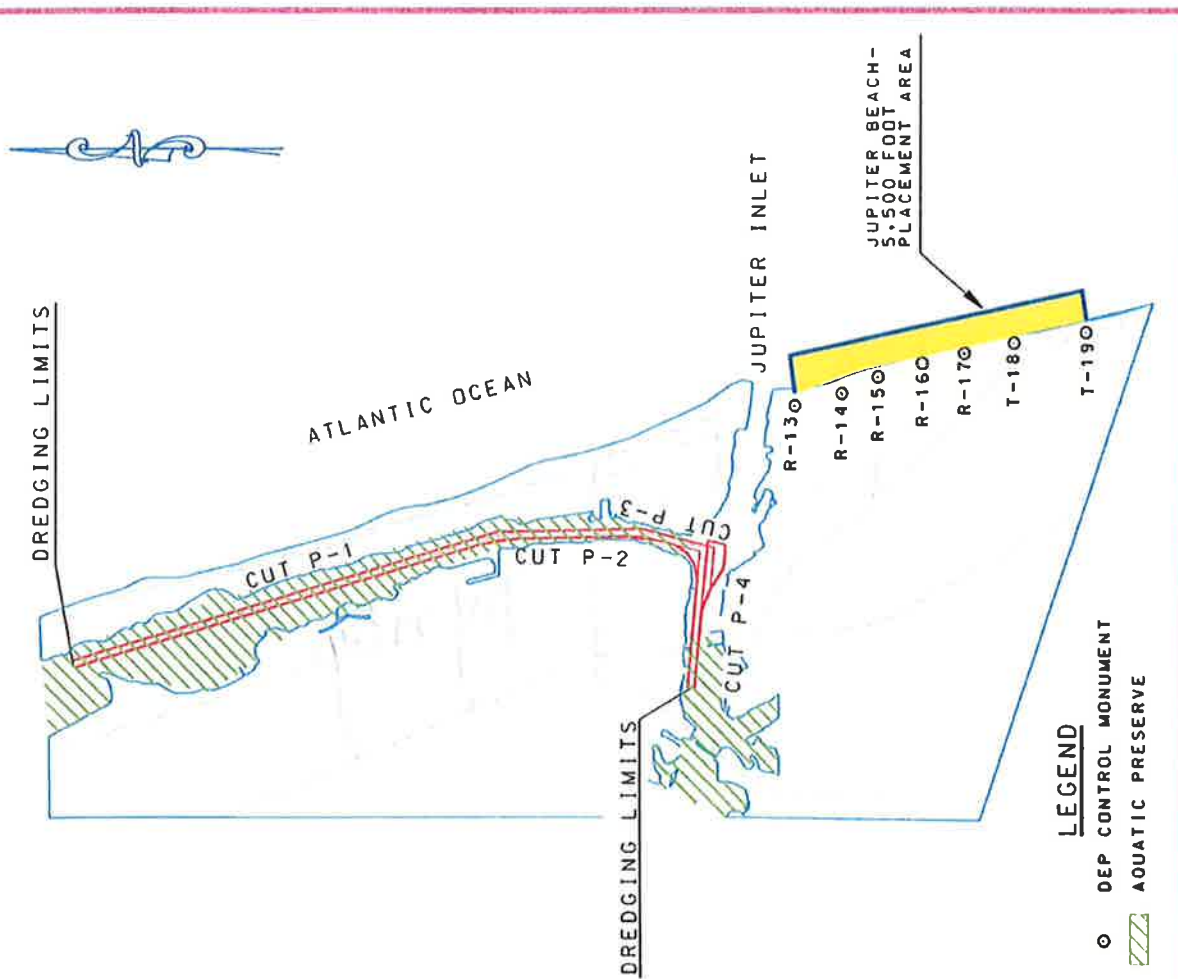 N
DREDGING LIMITS
ATLANTIC OCEAN
CUT P-1
CUT P-2
CUT P-3
CUT P-4
JUPITER INLET
DREDGING LIMITS
JUPITER BEACH-
5,500 FOOT
PLACEMENT AREA
R-13
R-14
R-15
R-16
R-17
T-18
T-19
LEGEND
DEP CONTROL MONUMENT
AQUATIC PRESERVE